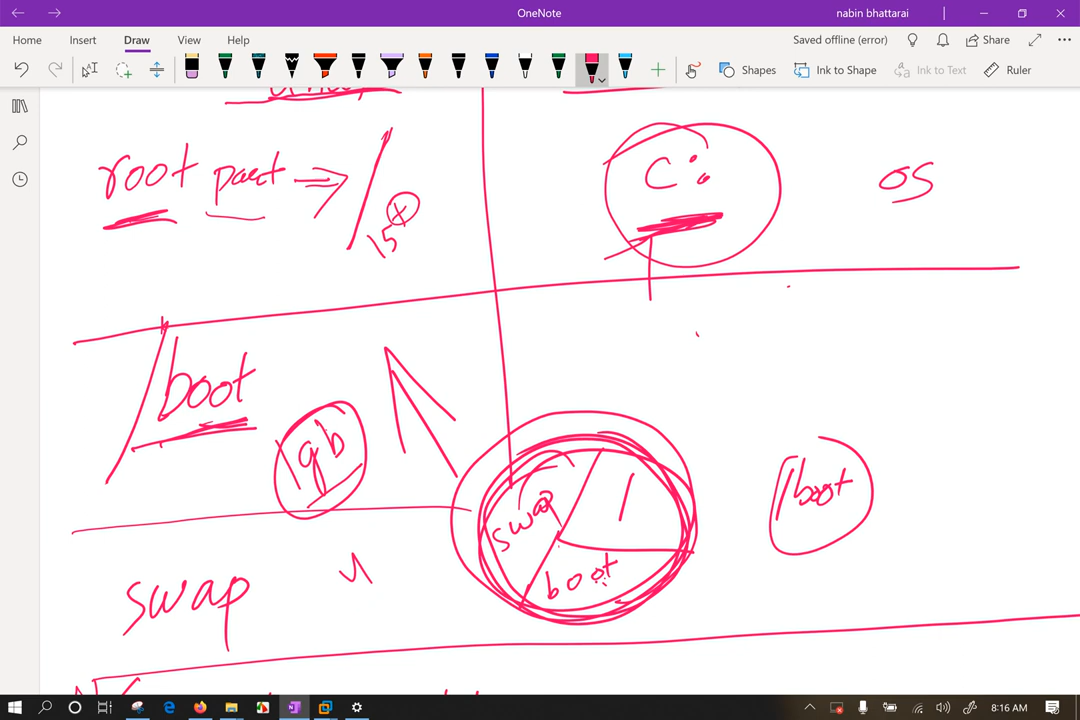 OneNote
nabin bhattarai
Home Insert Draw View Help
Saved offline (error)
Share
Shapes
Ink to Shape
Ink to Text
Ruler
root part ⇒ /
15+
C:
OS
/boot
1gb
swap
/
boot
/boot
swap
8:16 AM